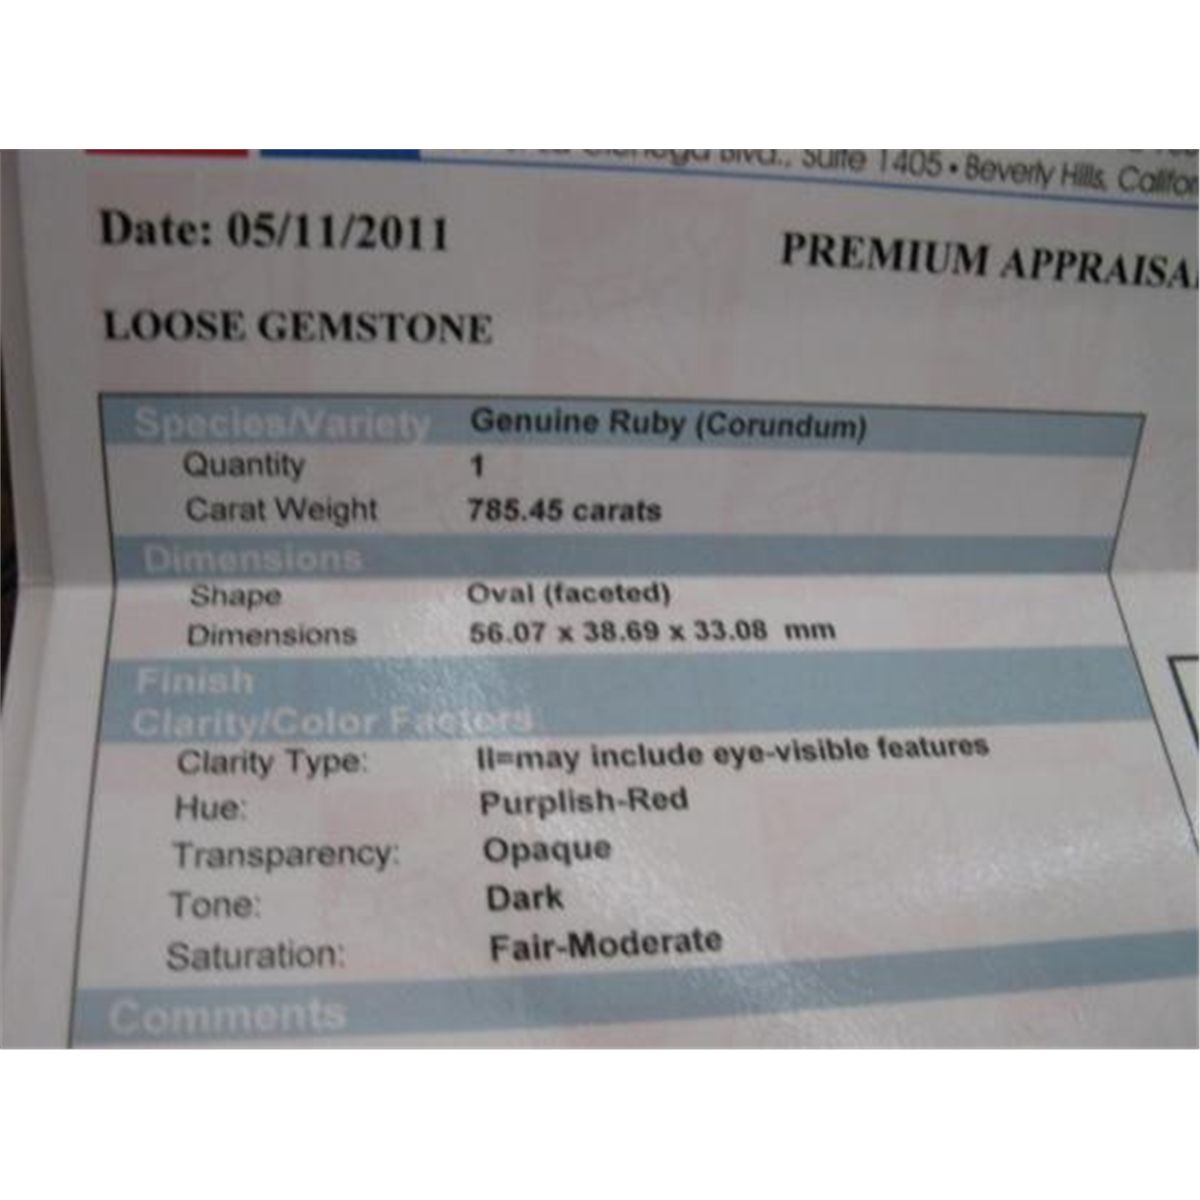 Blvd., Suite 1405 • Beverly Hills, Califor
Date: 05/11/2011
PREMIUM APPRAISA
LOOSE GEMSTONE
Species/Variety Genuine Ruby (Corundum)
Quantity 1
Carat Weight 785.45 carats
Dimensions
Shape Oval (faceted)
Dimensions 56.07 x 38.69 x 33.08 mm
Finish
Clarity/Color Factors
Clarity Type: II=may include eye-visible features
Hue: Purplish-Red
Transparency: Opaque
Tone: Dark
Saturation: Fair-Moderate
Comments